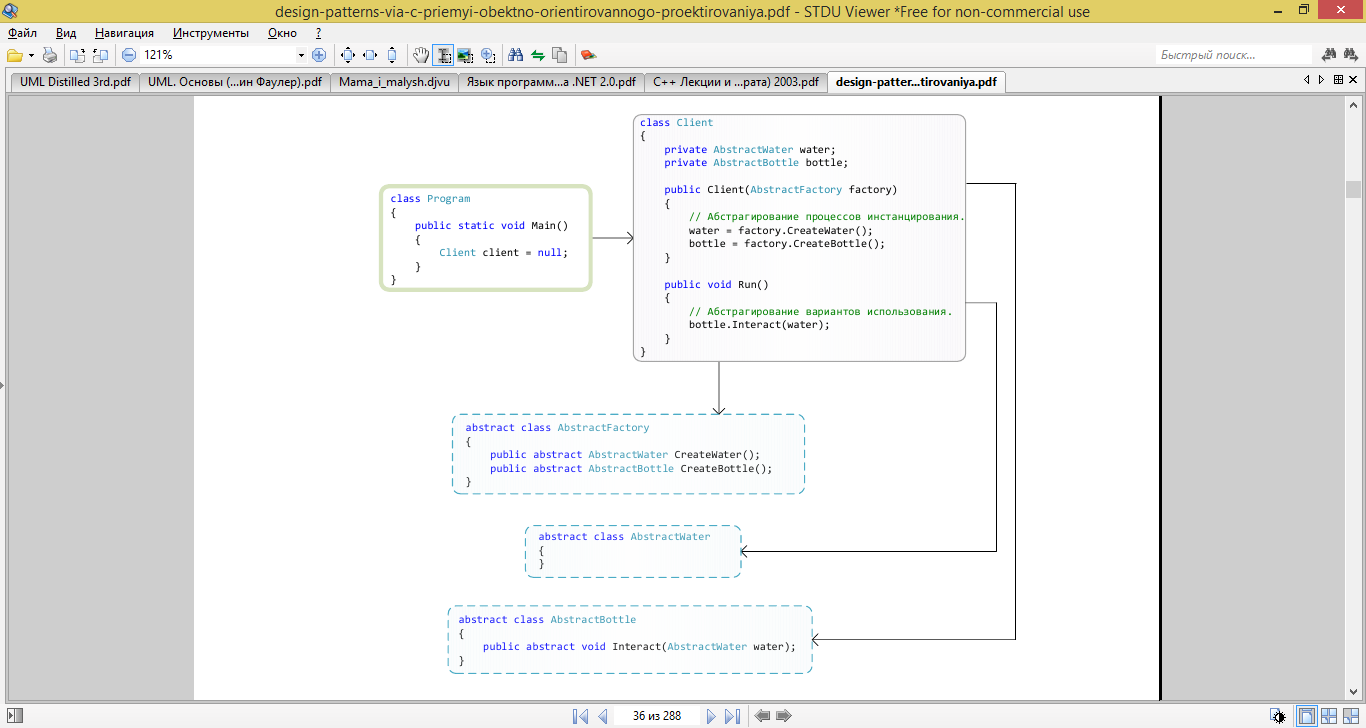 design-patterns-via-c-priemyi-obektno-orientirovannogo-proektirovaniya.pdf - STDU Viewer *Free for non-commercial use
Файл Вид Навигация Инструменты Окно ?
121%
Быстрый поиск...
UML Distilled 3rd.pdf
UML. Основы (...ин Фаулер).pdf
Mama_i_malysh.djvu
Язык программ...а .NET 2.0.pdf
C++ Лекции и ...рата) 2003.pdf
design-patter...tirovaniya.pdf
class Program
{
public static void Main()
{
Client client = null;
}
}
class Client
{
private AbstractWater water;
private AbstractBottle bottle;
public Client(AbstractFactory factory)
{
// Абстрагирование процессов инстанцирования.
water = factory.CreateWater();
bottle = factory.CreateBottle();
}
public void Run()
{
// Абстрагирование вариантов использования.
bottle.Interact(water);
}
}
abstract class AbstractFactory
{
public abstract AbstractWater CreateWater();
public abstract AbstractBottle CreateBottle();
}
abstract class AbstractWater
{
}
abstract class AbstractBottle
{
public abstract void Interact(AbstractWater water);
}
36 из 288